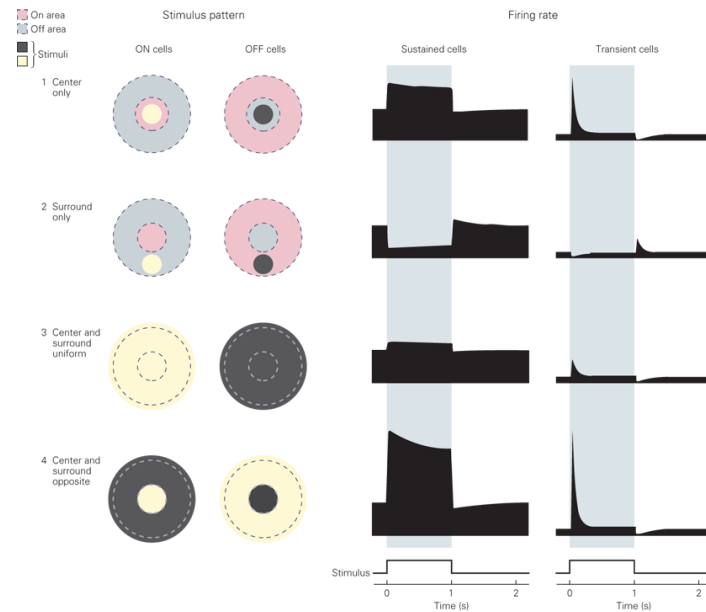 On area
Off area
Stimuli
Stimulus pattern
Firing rate
ON cells
OFF cells
Sustained cells
Transient cells
1 Center
only
2 Surround
only
3 Center and
surround
uniform
4 Center and
surround
opposite
Stimulus
0 1 2
Time (s)
0 1 2
Time (s)